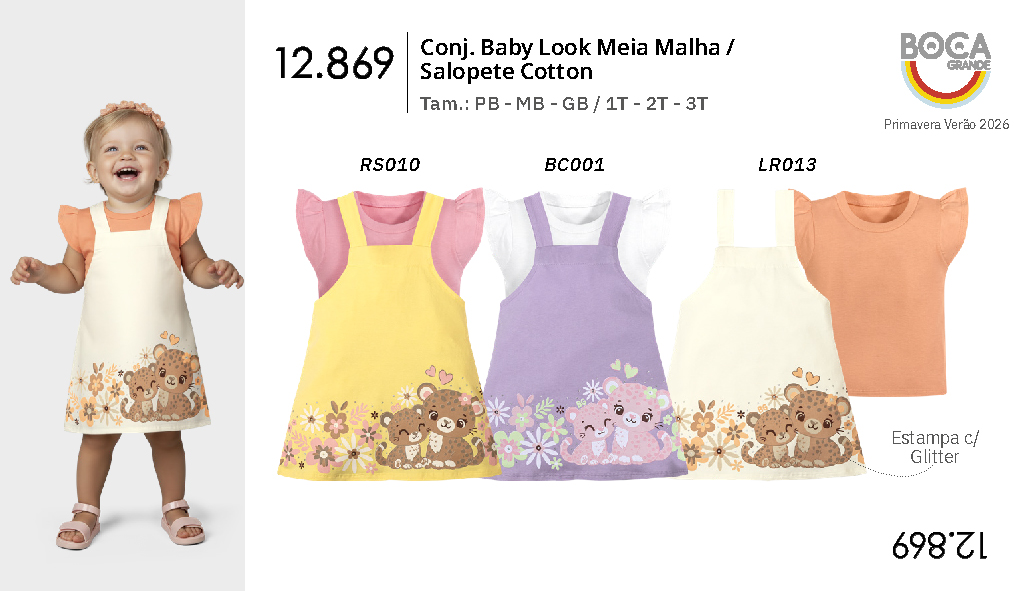 12.869
Conj. Baby Look Meia Malha /
Salopete Cotton
Tam.: PB - MB - GB / 1T - 2T - 3T
BOCA
GRANDE
Primavera Verão 2026
RS010
BC001
LR013
Estampa c/
Glitter
12.869